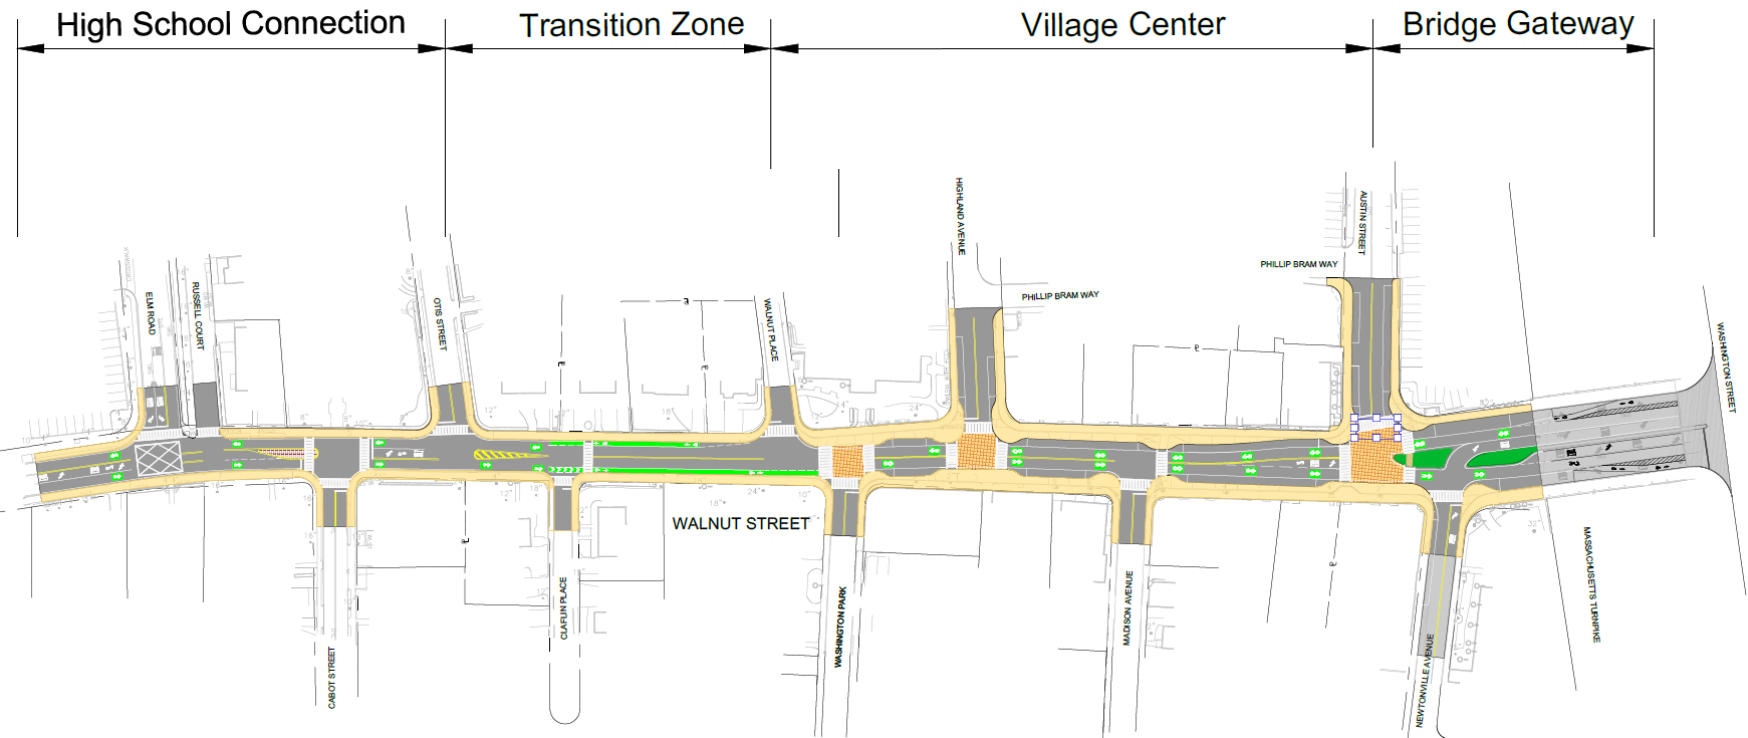 High School Connection
Transition Zone
Village Center
Bridge Gateway
HIGHLAND AVENUE
AUSTIN STREET
PHILLIP BRAM WAY
PHILLIP BRAM WAY
ELM ROAD
RUSSELL COURT
OTIS STREET
WALNUT PLACE
WASHINGTON STREET
WALNUT STREET
CABOT STREET
CLAFLIN PLACE
WASHINGTON PARK
MADISON AVENUE
NEWTONVILLE AVENUE
MASSACHUSETTS TURNPIKE